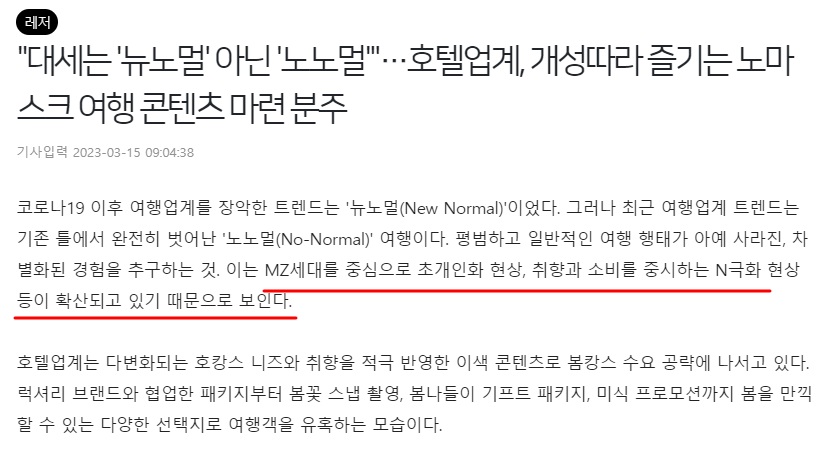 레저
"대세는 '뉴노멀' 아닌 '노노멀'"…호텔업계, 개성따라 즐기는 노마
스크 여행 콘텐츠 마련 분주
기사입력 2023-03-15 09:04:38
코로나19 이후 여행업계를 장악한 트렌드는 '뉴노멀(New Normal)'이었다. 그러나 최근 여행업계 트렌드는
기존 틀에서 완전히 벗어난 '노노멀(No-Normal)' 여행이다. 평범하고 일반적인 여행 행태가 아예 사라진, 차
별화된 경험을 추구하는 것. 이는 MZ세대를 중심으로 초개인화 현상, 취향과 소비를 중시하는 N극화 현상
등이 확산되고 있기 때문으로 보인다.
호텔업계는 다변화되는 호캉스 니즈와 취향을 적극 반영한 이색 콘텐츠로 봄캉스 수요 공략에 나서고 있다.
럭셔리 브랜드와 협업한 패키지부터 봄꽃 스냅 촬영, 봄나들이 기프트 패키지, 미식 프로모션까지 봄을 만끽
할 수 있는 다양한 선택지로 여행객을 유혹하는 모습이다.